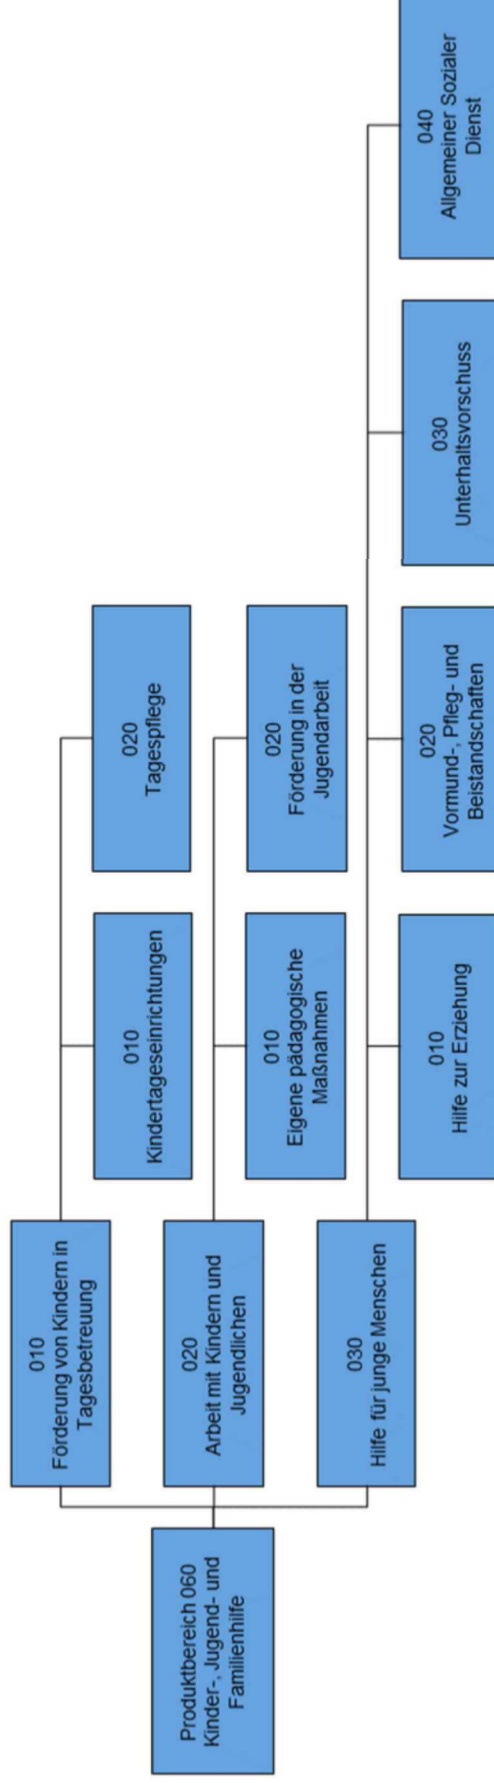 Produktbereich 060
Kinder-, Jugend- und
Familienhilfe
010
Förderung von Kindern in
Tagesbetreuung
010
Kindertageseinrichtungen
020
Tagespflege
020
Arbeit mit Kindern und
Jugendlichen
010
Eigene pädagogische
Maßnahmen
020
Förderung in der
Jugendarbeit
030
Hilfe für junge Menschen
010
Hilfe zur Erziehung
020
Vormund-, Pfleg- und
Beistandschaften
030
Unterhaltsvorschuss
040
Allgemeiner Sozialer
Dienst